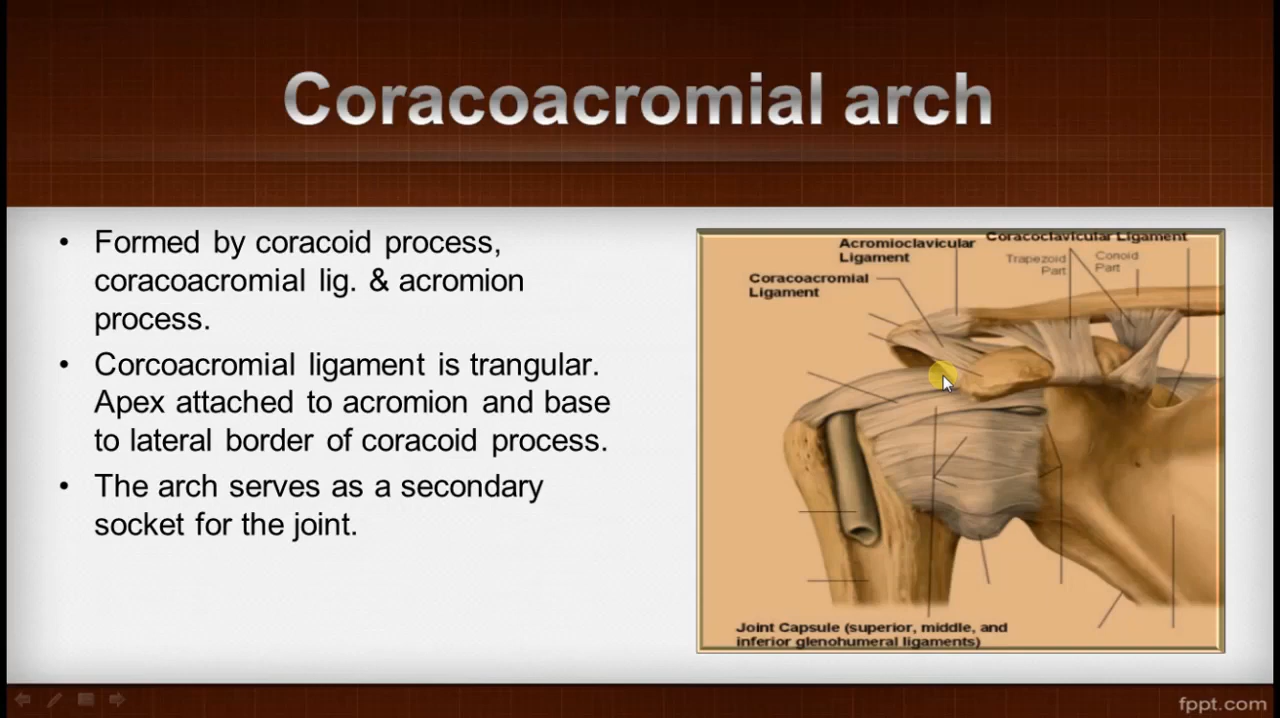 Coracoacromial arch
• Formed by coracoid process,
coracoacromial lig. & acromion
process.
• Corcoacromial ligament is trangular.
Apex attached to acromion and base
to lateral border of coracoid process.
• The arch serves as a secondary
socket for the joint.
Acromioclavicular
Ligament
Coracoclavicular Ligament
Trapezoid
Part
Conoid
Part
Coracoacromial
Ligament
Joint Capsule (superior, middle, and
inferior glenohumeral ligaments)
fppt.com